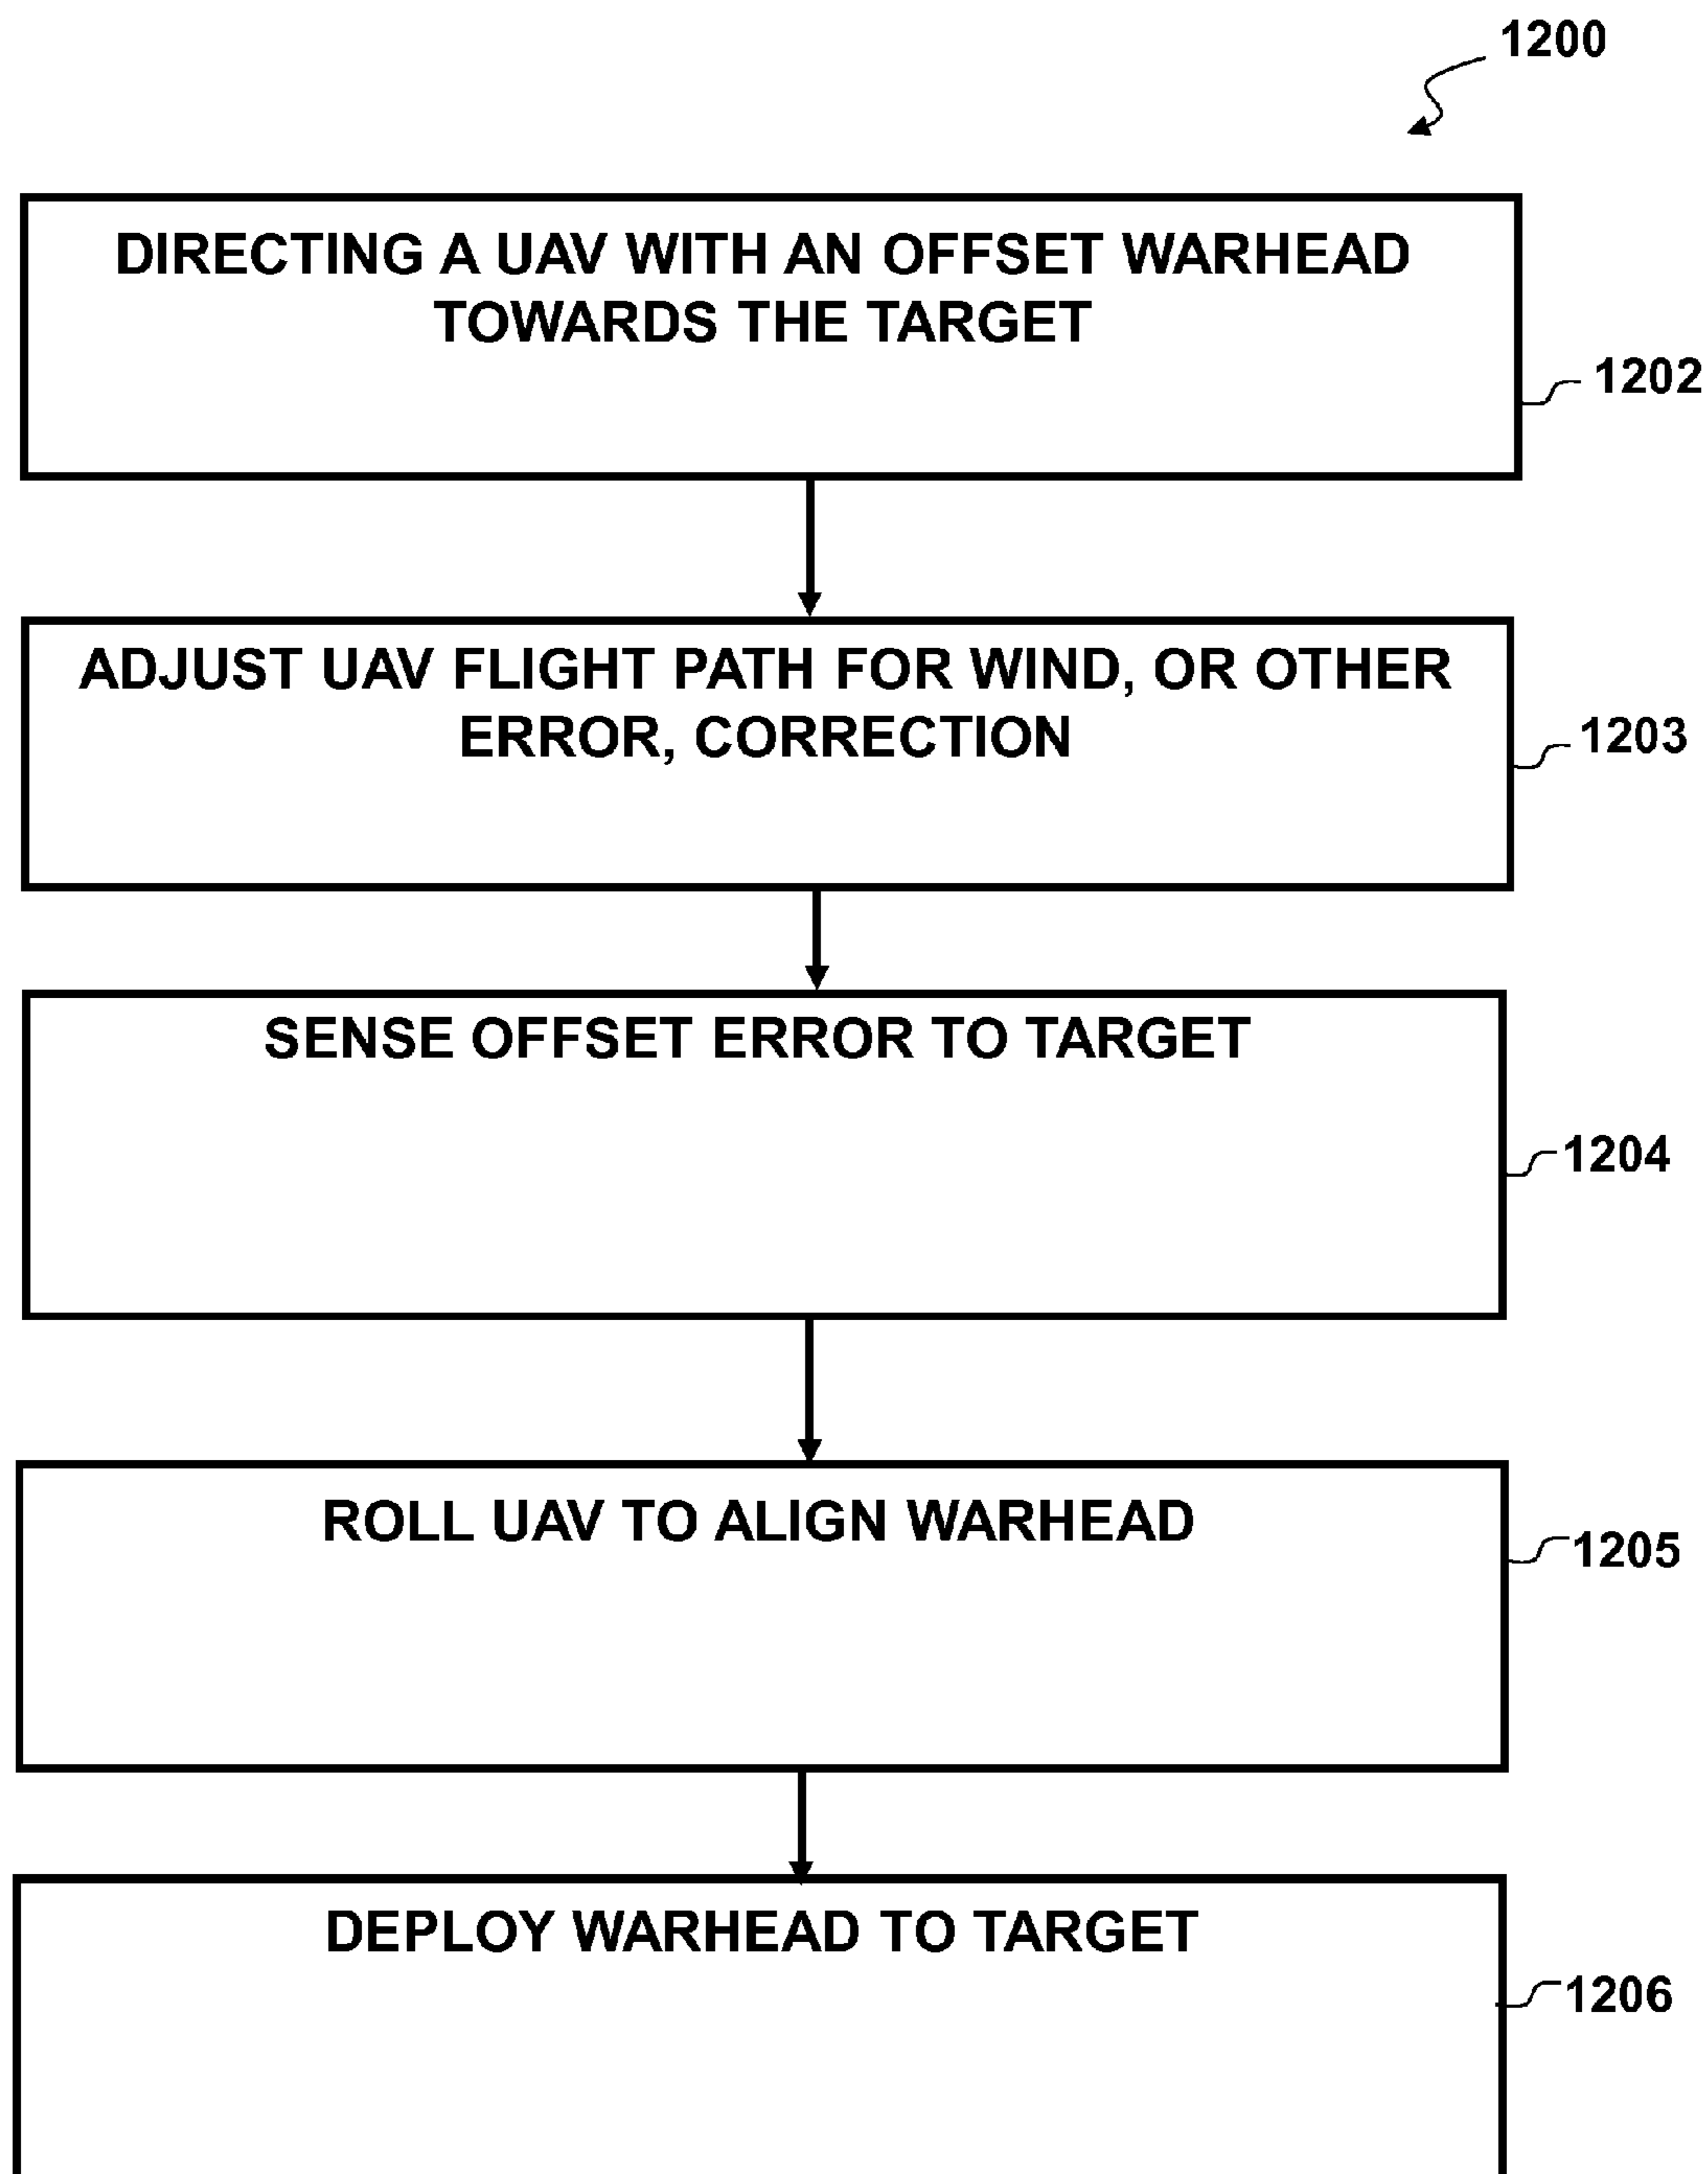 1200
DIRECTING A UAV WITH AN OFFSET WARHEAD
TOWARDS THE TARGET
1202
ADJUST UAV FLIGHT PATH FOR WIND, OR OTHER
ERROR, CORRECTION
1203
SENSE OFFSET ERROR TO TARGET
1204
ROLL UAV TO ALIGN WARHEAD
1205
DEPLOY WARHEAD TO TARGET
1206